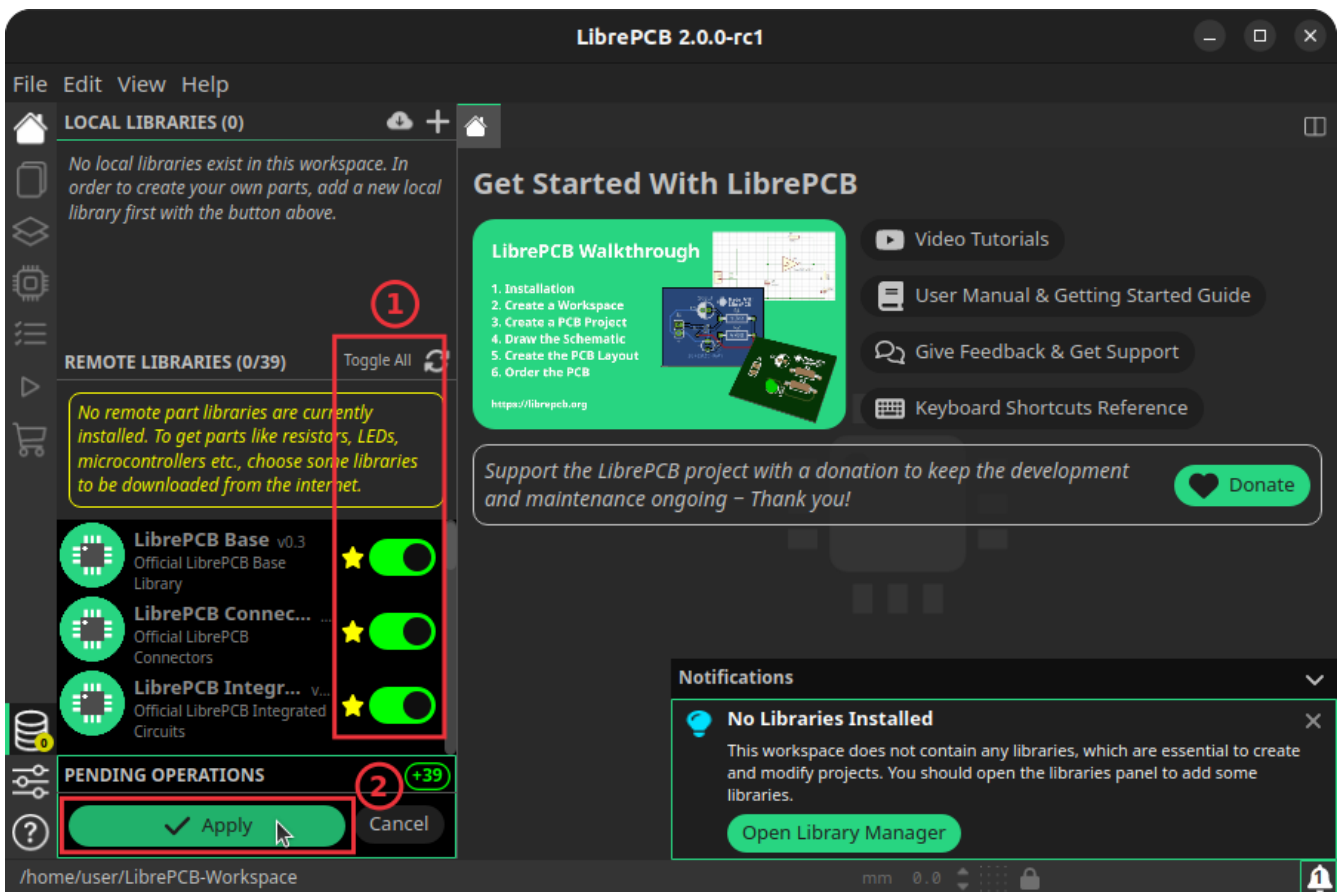 LibrePCB 2.0.0-rc1
File Edit View Help
LOCAL LIBRARIES (0)
No local libraries exist in this workspace. In
order to create your own parts, add a new local
library first with the button above.
1
REMOTE LIBRARIES (0/39) Toggle All
No remote part libraries are currently
installed. To get parts like resistors, LEDs,
microcontrollers etc., choose some libraries
to be downloaded from the internet.
LibrePCB Base v0.3
Official LibrePCB Base
Library
LibrePCB Connec... ...
Official LibrePCB
Connectors
LibrePCB Integr... v...
Official LibrePCB Integrated
Circuits
0
PENDING OPERATIONS +39
2
Apply Cancel
Get Started With LibrePCB
LibrePCB Walkthrough
1. Installation
2. Create a Workspace
3. Create a PCB Project
4. Draw the Schematic
5. Create the PCB Layout
6. Order the PCB
https://librepcb.org
Video Tutorials
User Manual & Getting Started Guide
Give Feedback & Get Support
Keyboard Shortcuts Reference
Support the LibrePCB project with a donation to keep the development
and maintenance ongoing – Thank you!
Donate
Notifications
No Libraries Installed
This workspace does not contain any libraries, which are essential to create
and modify projects. You should open the libraries panel to add some
libraries.
Open Library Manager
/home/user/LibrePCB-Workspace mm 0.0 1